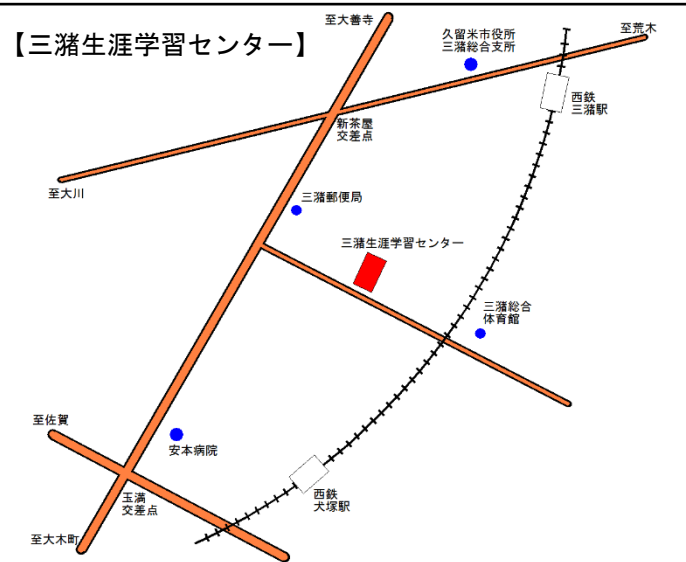 【三潴生涯学習センター】
至大善寺
久留米市役所
三潴総合支所
至荒木
西鉄
三潴駅
新茶屋
交差点
至大川
三潴郵便局
三潴生涯学習センター
三潴総合
体育館
至佐賀
安本病院
西鉄
犬塚駅
玉満
交差点
至大木町